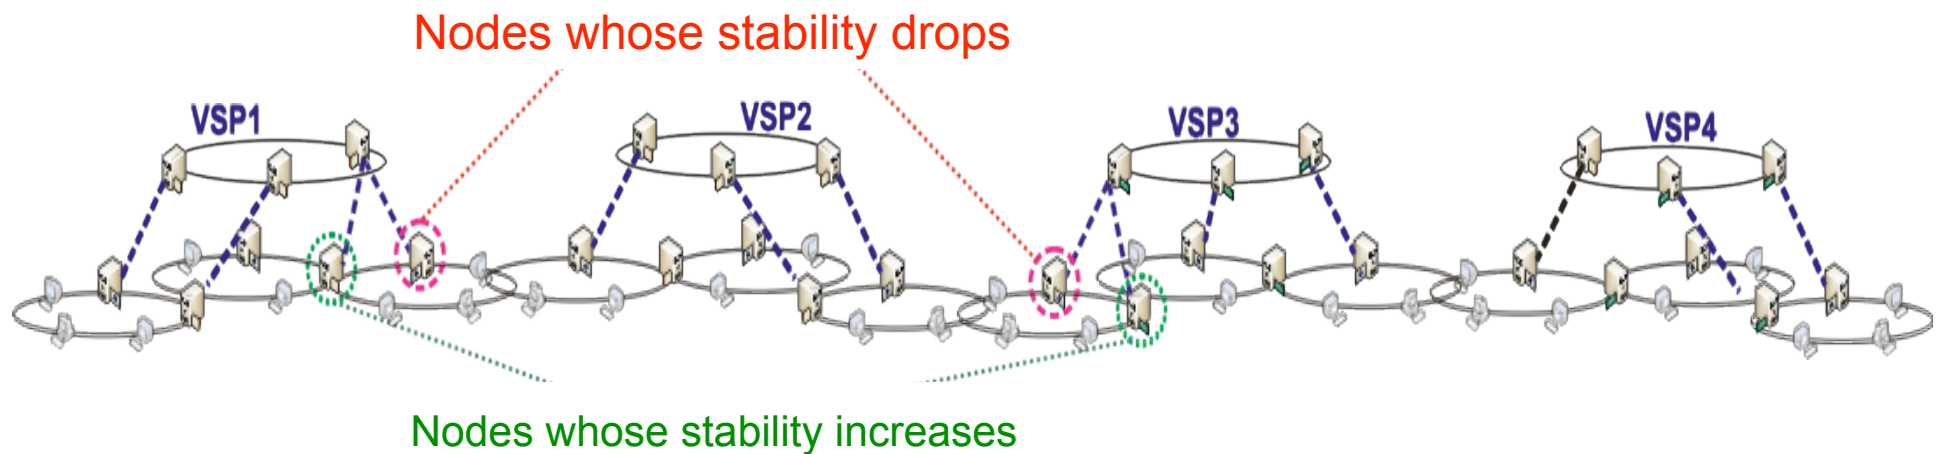 Nodes whose stability drops
VSP1
VSP2
VSP3
VSP4
Nodes whose stability increases